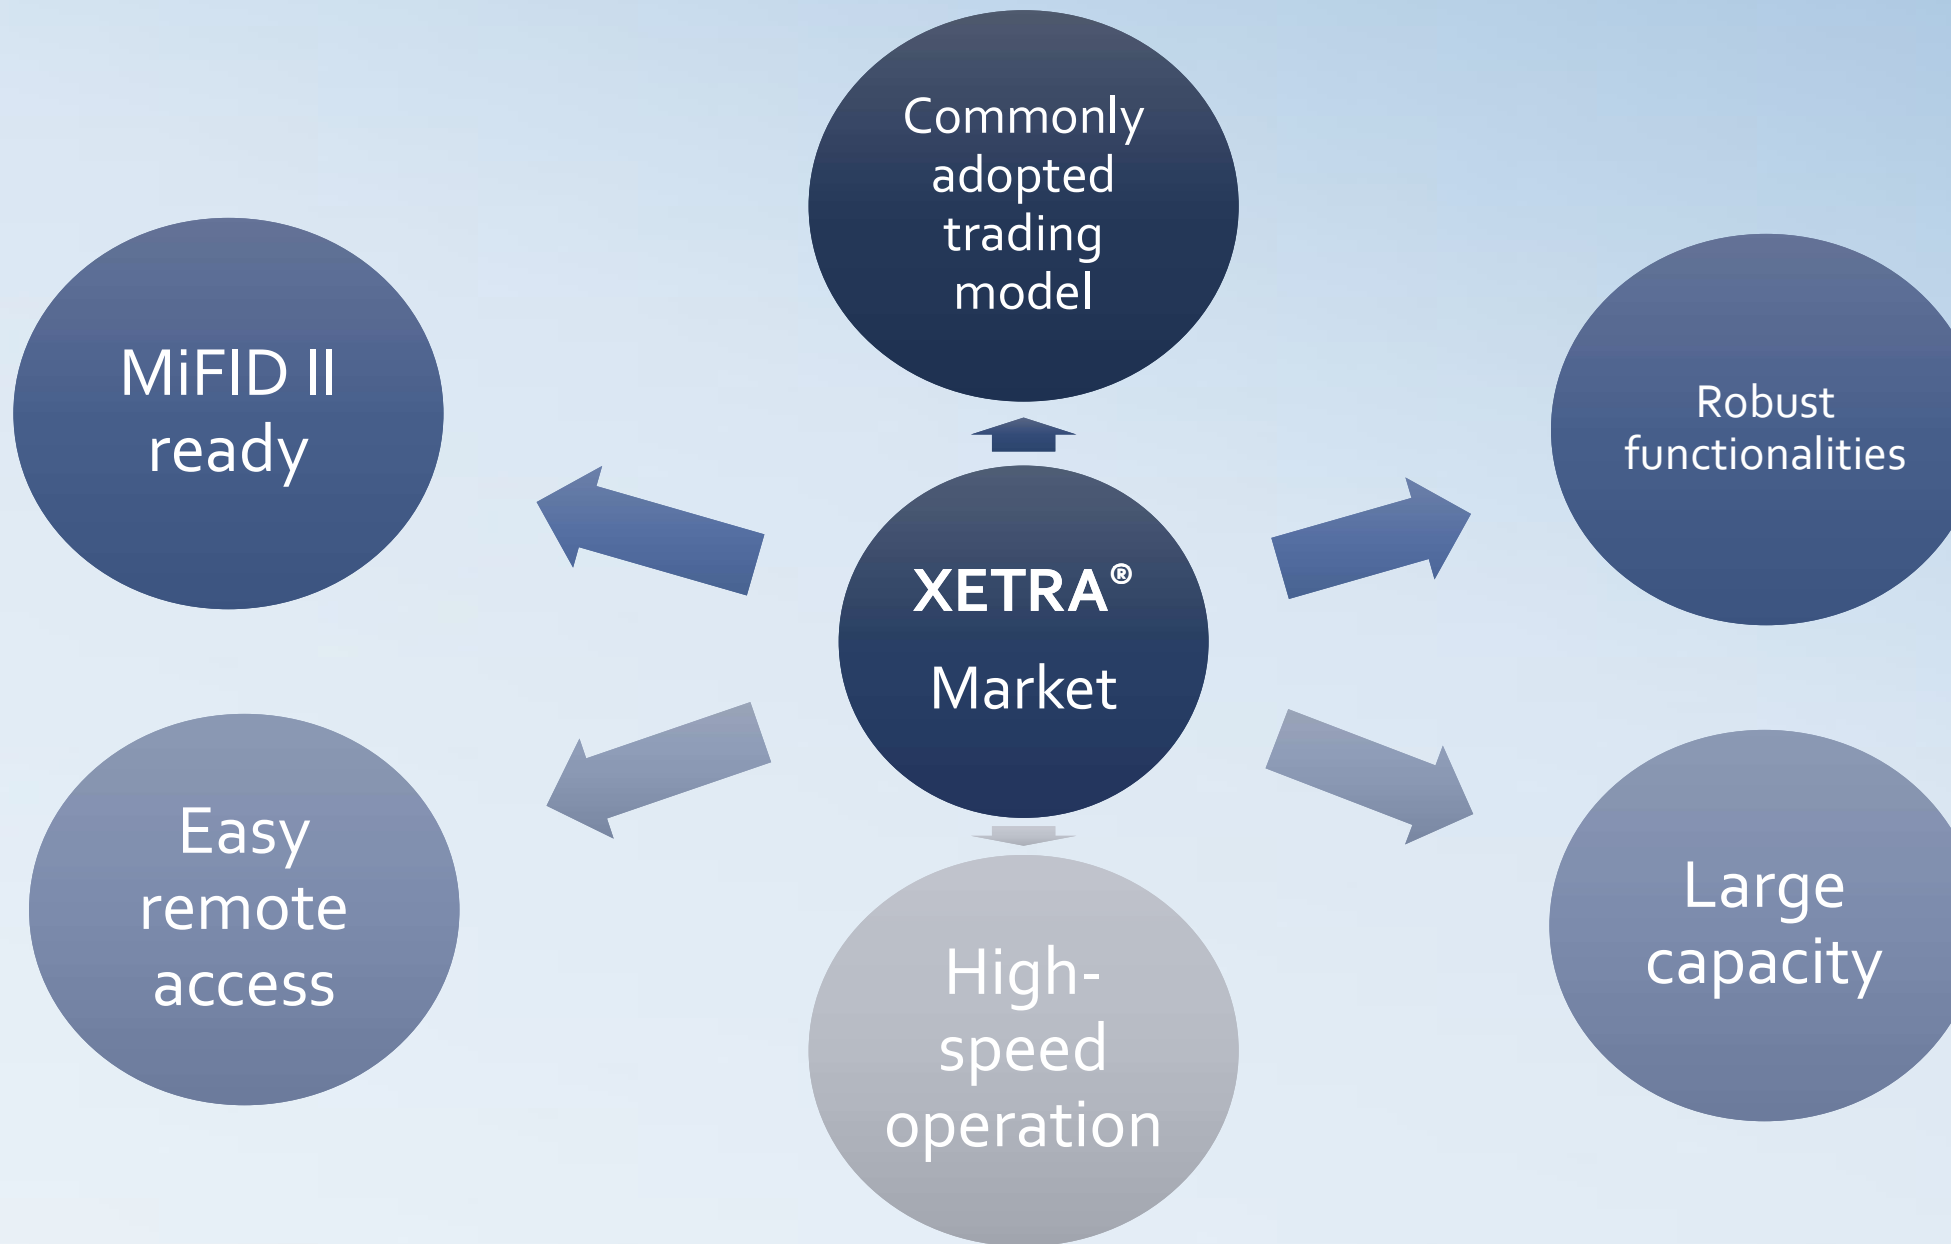 Commonly
adopted
trading
model
MiFID II
ready
Robust
functionalities
XETRA®
Market
Easy
remote
access
Large
capacity
High-
speed
operation